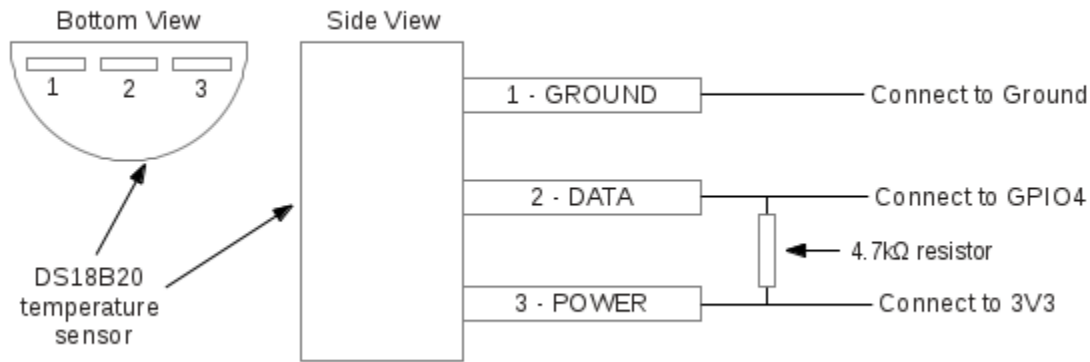 Bottom View
Side View
1
2
3
1 - GROUND
Connect to Ground
2 - DATA
Connect to GPIO4
4.7kΩ resistor
DS18B20
temperature
sensor
3 - POWER
Connect to 3V3